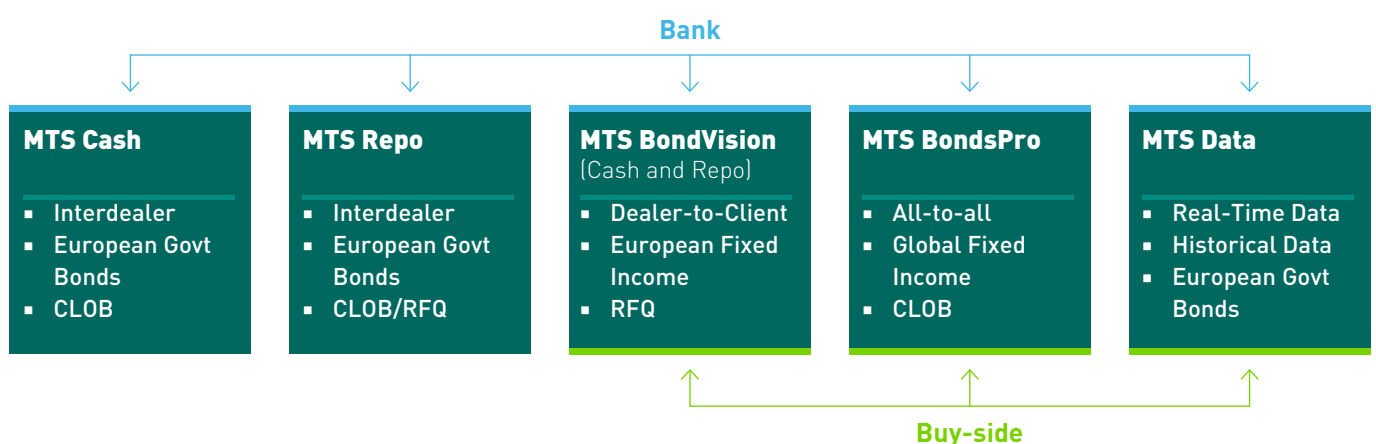 Bank
MTS Cash
▪ Interdealer
▪ European Govt
Bonds
▪ CLOB
MTS Repo
▪ Interdealer
▪ European Govt
Bonds
▪ CLOB/RFQ
MTS BondVision
(Cash and Repo)
▪ Dealer-to-Client
▪ European Fixed
Income
▪ RFQ
MTS BondsPro
▪ All-to-all
▪ Global Fixed
Income
▪ CLOB
MTS Data
▪ Real-Time Data
▪ Historical Data
▪ European Govt
Bonds
Buy-side